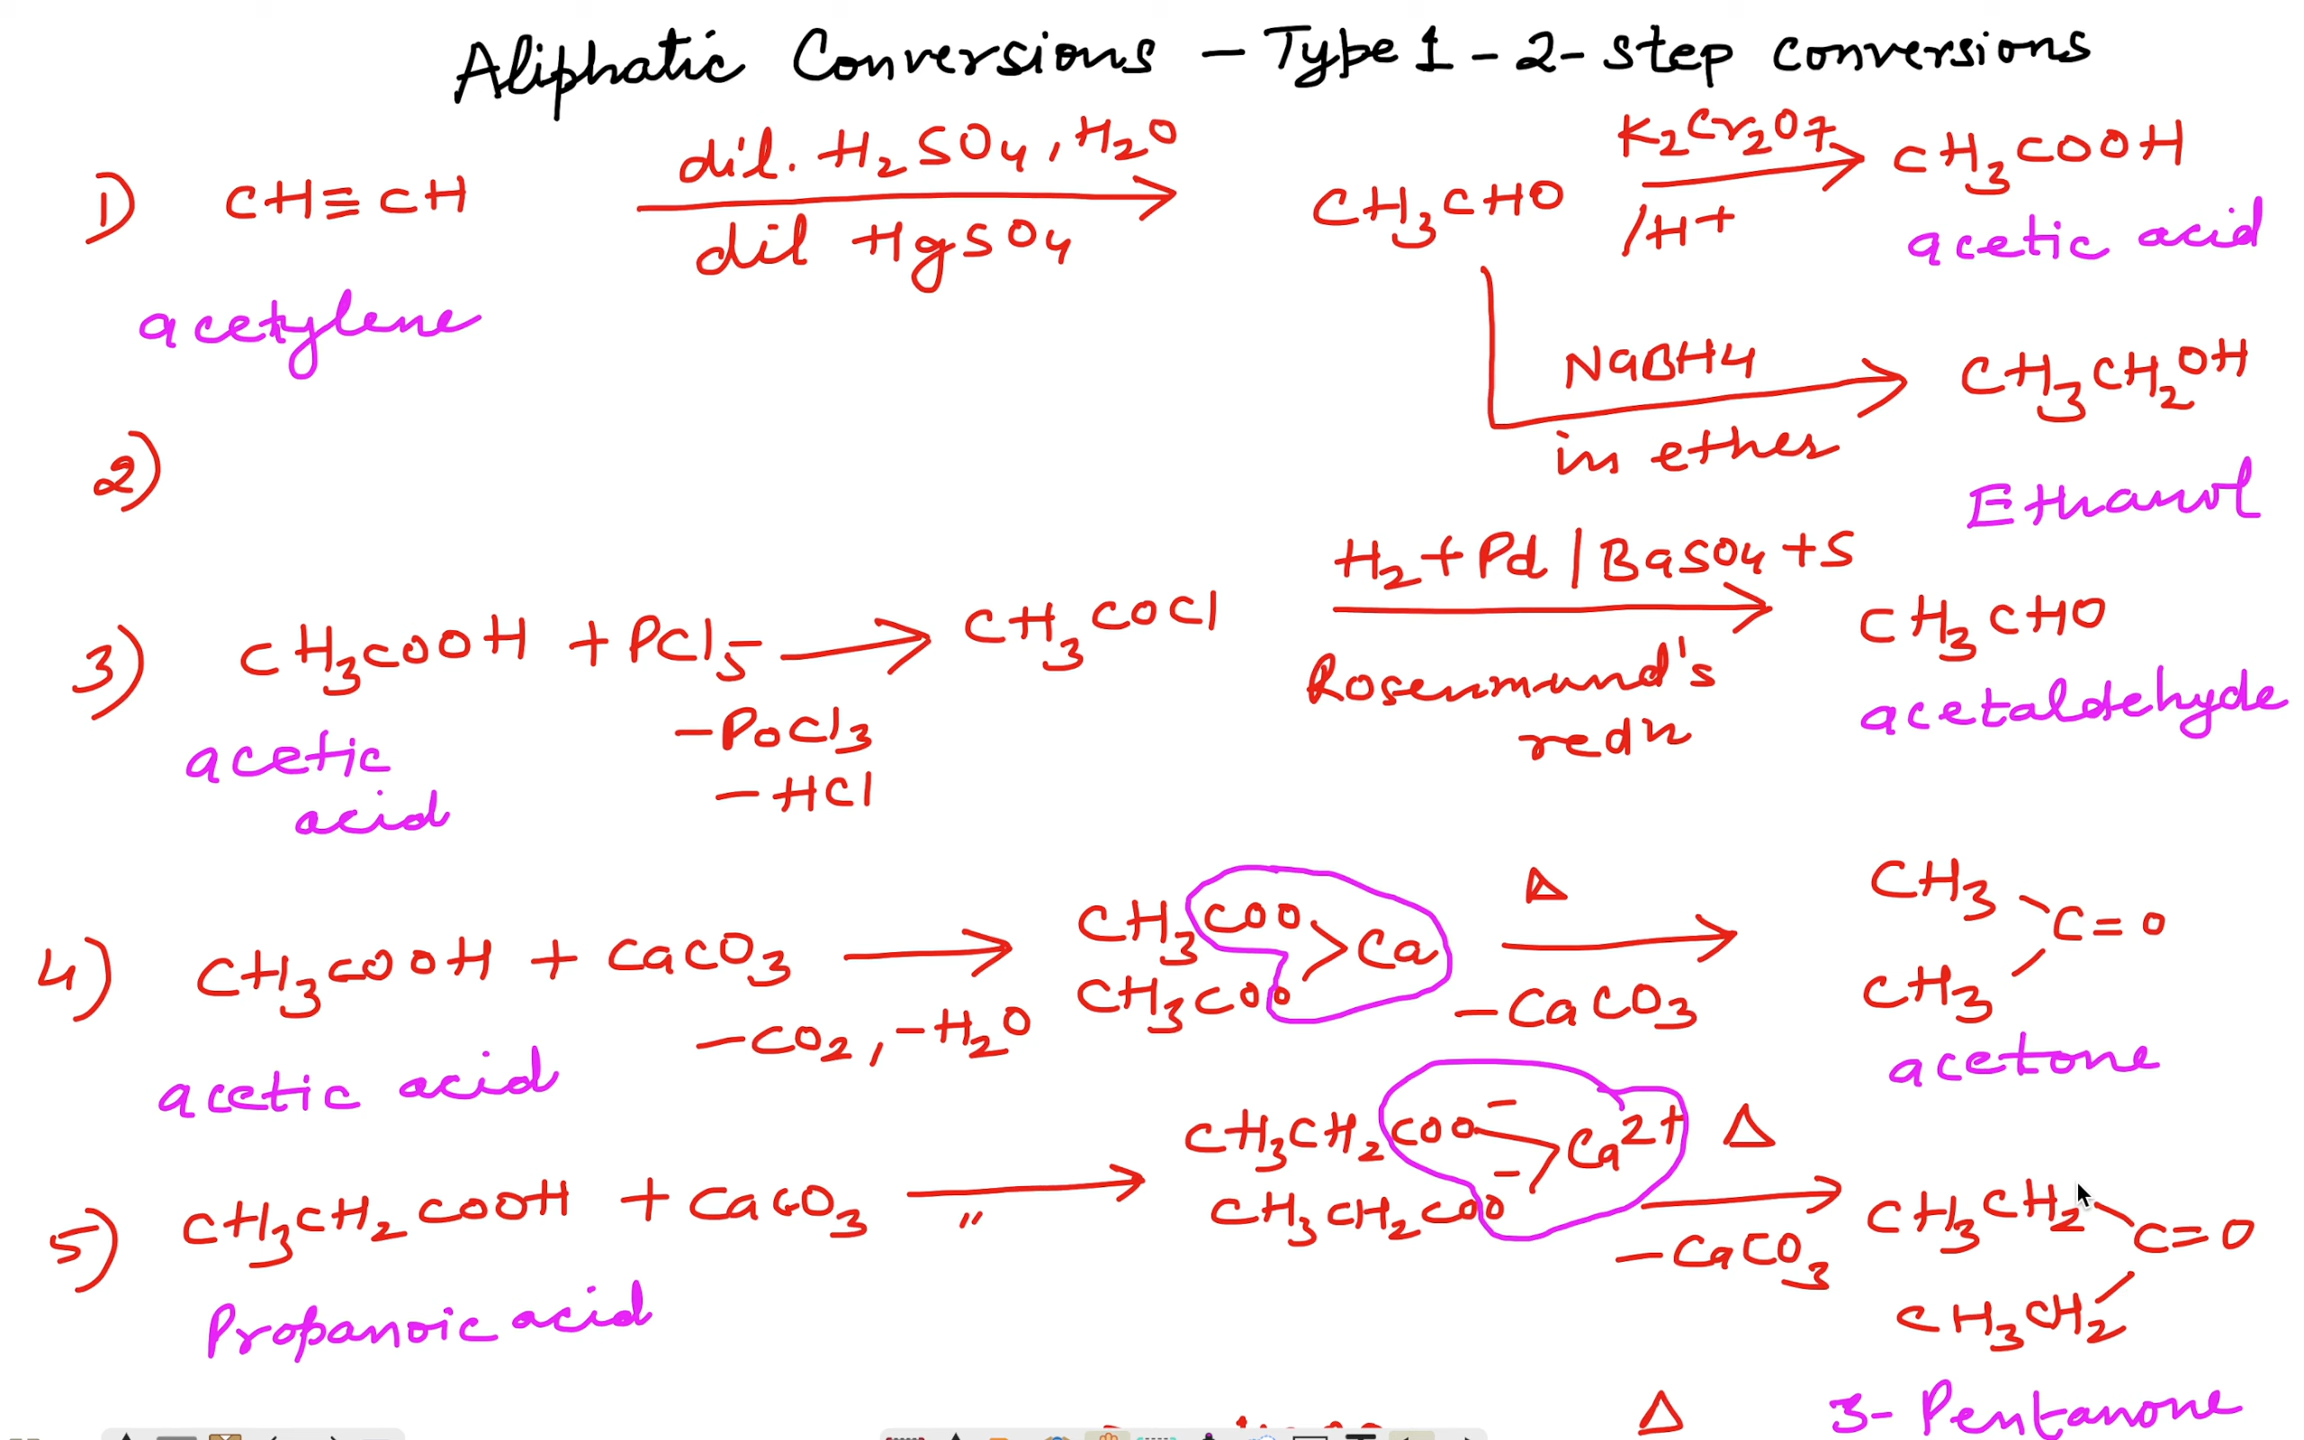 Aliphatic Conversions - Type 1 - 2-step conversions
1) CH≡CH dil. H2SO4, H2O dil HgSO4 CH3CHO K2Cr2O7 /H+ CH3COOH
acetic acid
acetylene
NaBH4 in ether CH3CH2OH
2)
Ethanol
3) CH3COOH + PCl5 → CH3COCl H2 + Pd | BaSO4 + S CH3CHO
-POCl3 Rosenmund's acetaldehyde
-HCl redn
acetic
acid
4) CH3COOH + CaCO3 → CH3COO > Ca Δ CH3 C=O
-CO2, -H2O CH3COO -CaCO3 CH3
acetic acid acetone
5) CH3CH2COOH + CaCO3 → CH3CH2COO- Ca2+ Δ CH3CH2 C=O
" CH3CH2COO- -CaCO3 CH3CH2
Propanoic acid
Δ 3-Pentanone